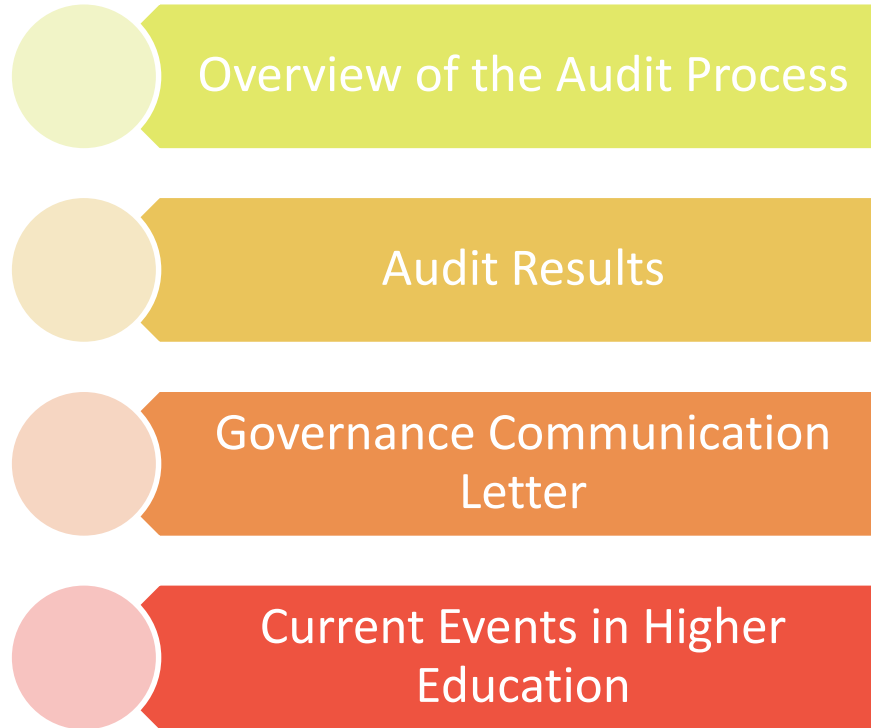 Overview of the Audit Process
Audit Results
Governance Communication
Letter
Current Events in Higher
Education